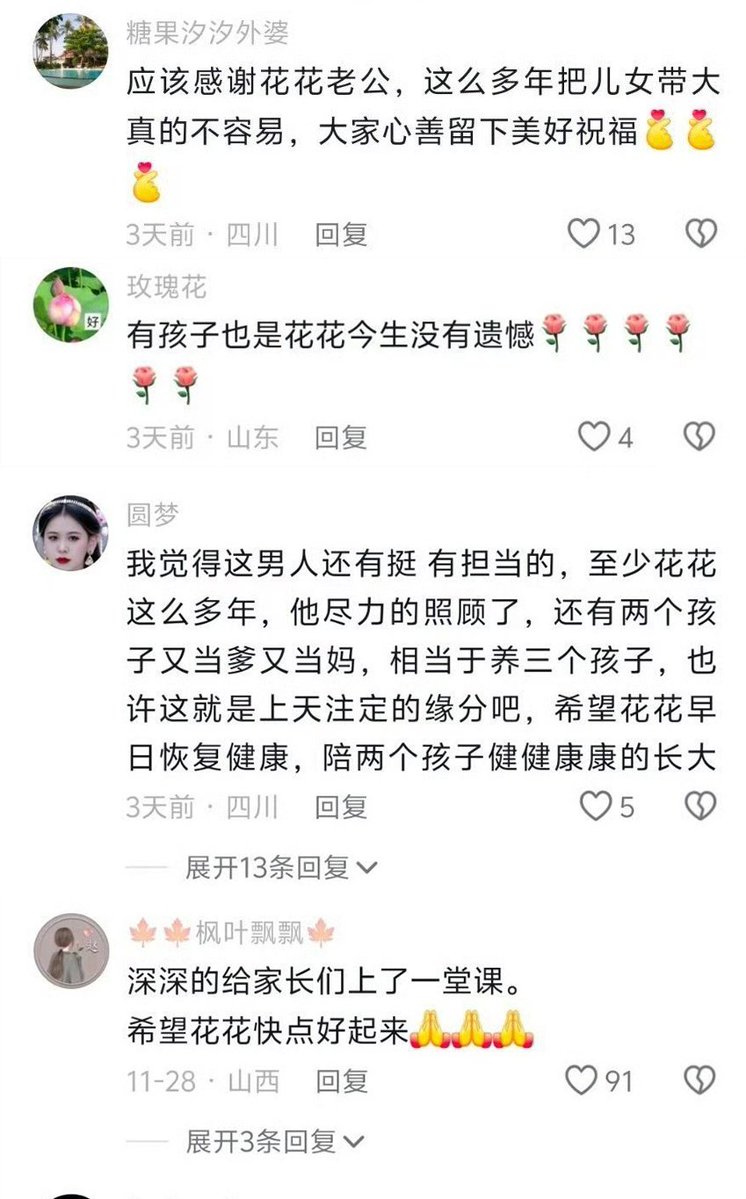 糖果汐汐外婆
应该感谢花花老公，这么多年把儿女带大
真的不容易，大家心善留下美好祝福
3天前 · 四川 回复 13
玫瑰花
好
有孩子也是花花今生没有遗憾
3天前 · 山东 回复 4
圆梦
我觉得这男人还有挺 有担当的，至少花花
这么多年，他尽力的照顾了，还有两个孩
子又当爹又当妈，相当于养三个孩子，也
许这就是上天注定的缘分吧，希望花花早
日恢复健康，陪两个孩子健健康康的长大
3天前 · 四川 回复 5
展开13条回复
枫叶飘飘
深深的给家长们上了一堂课。
希望花花快点好起来
11-28 · 山西 回复 91
展开3条回复